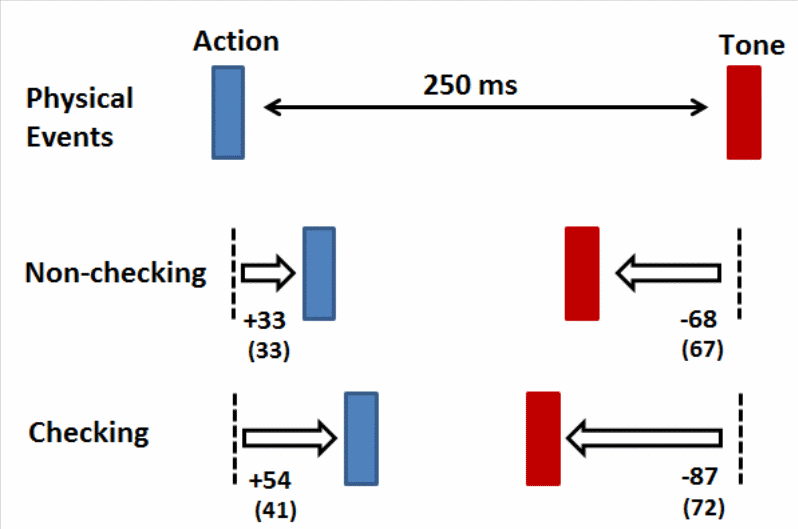 Action
Tone
Physical
Events
250 ms
Non-checking
+33
(33)
-68
(67)
Checking
+54
(41)
-87
(72)